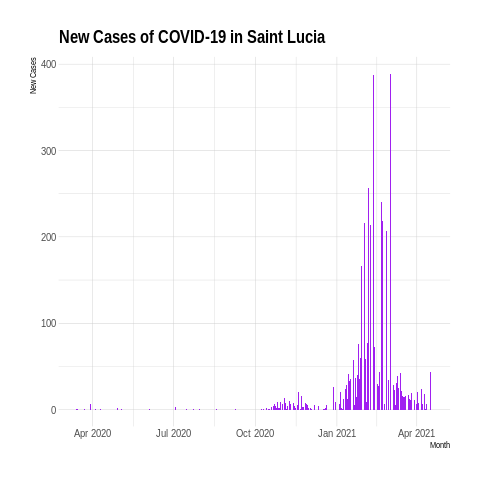 New Cases of COVID-19 in Saint Lucia
New Cases
400
300
200
100
0
Apr 2020 Jul 2020 Oct 2020 Jan 2021 Apr 2021
Month